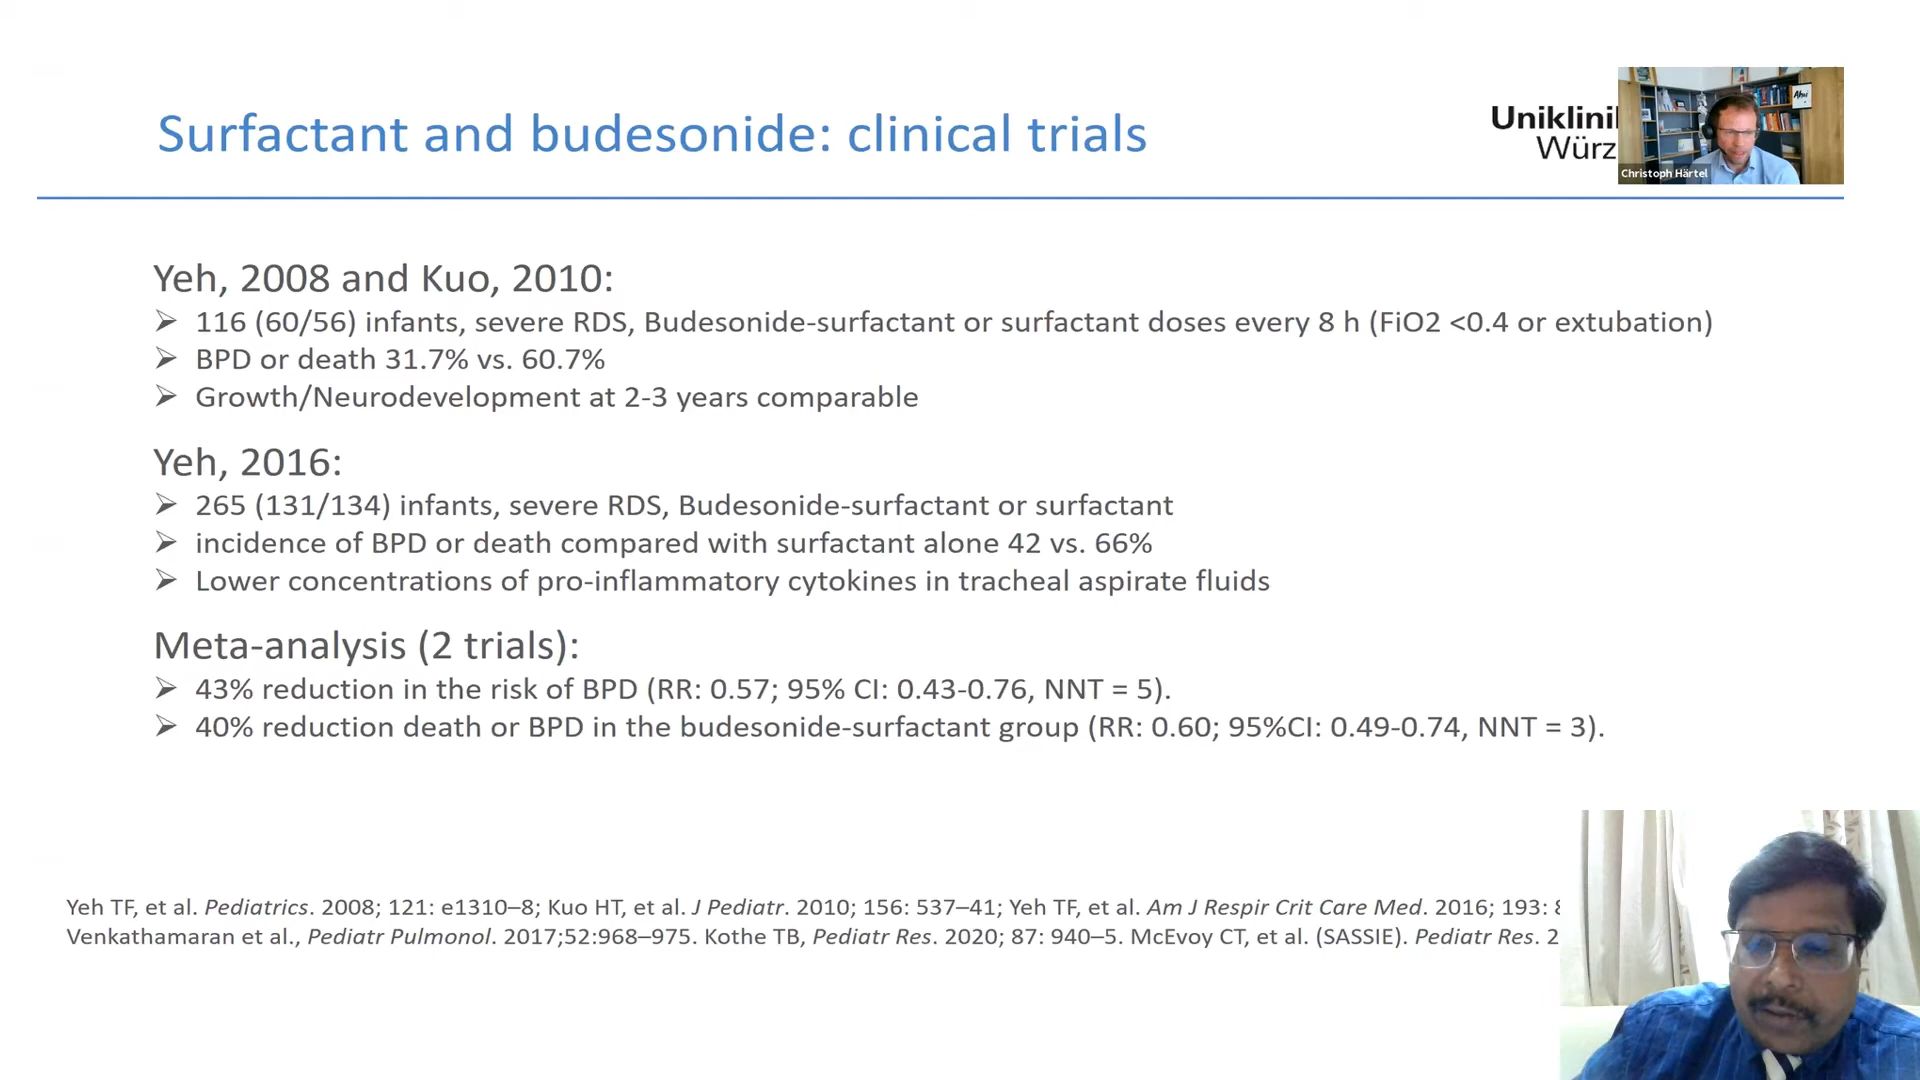 Surfactant and budesonide: clinical trials
Würz
Christoph Härtel
Yeh, 2008 and Kuo, 2010:
➢ 116 (60/56) infants, severe RDS, Budesonide-surfactant or surfactant doses every 8 h (FiO2 <0.4 or extubation)
➢ BPD or death 31.7% vs. 60.7%
➢ Growth/Neurodevelopment at 2-3 years comparable
Yeh, 2016:
➢ 265 (131/134) infants, severe RDS, Budesonide-surfactant or surfactant
➢ incidence of BPD or death compared with surfactant alone 42 vs. 66%
➢ Lower concentrations of pro-inflammatory cytokines in tracheal aspirate fluids
Meta-analysis (2 trials):
➢ 43% reduction in the risk of BPD (RR: 0.57; 95% CI: 0.43-0.76, NNT = 5).
➢ 40% reduction death or BPD in the budesonide-surfactant group (RR: 0.60; 95%CI: 0.49-0.74, NNT = 3).
Yeh TF, et al. Pediatrics. 2008; 121: e1310–8; Kuo HT, et al. J Pediatr. 2010; 156: 537–41; Yeh TF, et al. Am J Respir Crit Care Med. 2016; 193:
Venkathamaran et al., Pediatr Pulmonol. 2017;52:968–975. Kothe TB, Pediatr Res. 2020; 87: 940–5. McEvoy CT, et al. (SASSIE). Pediatr Res. 2